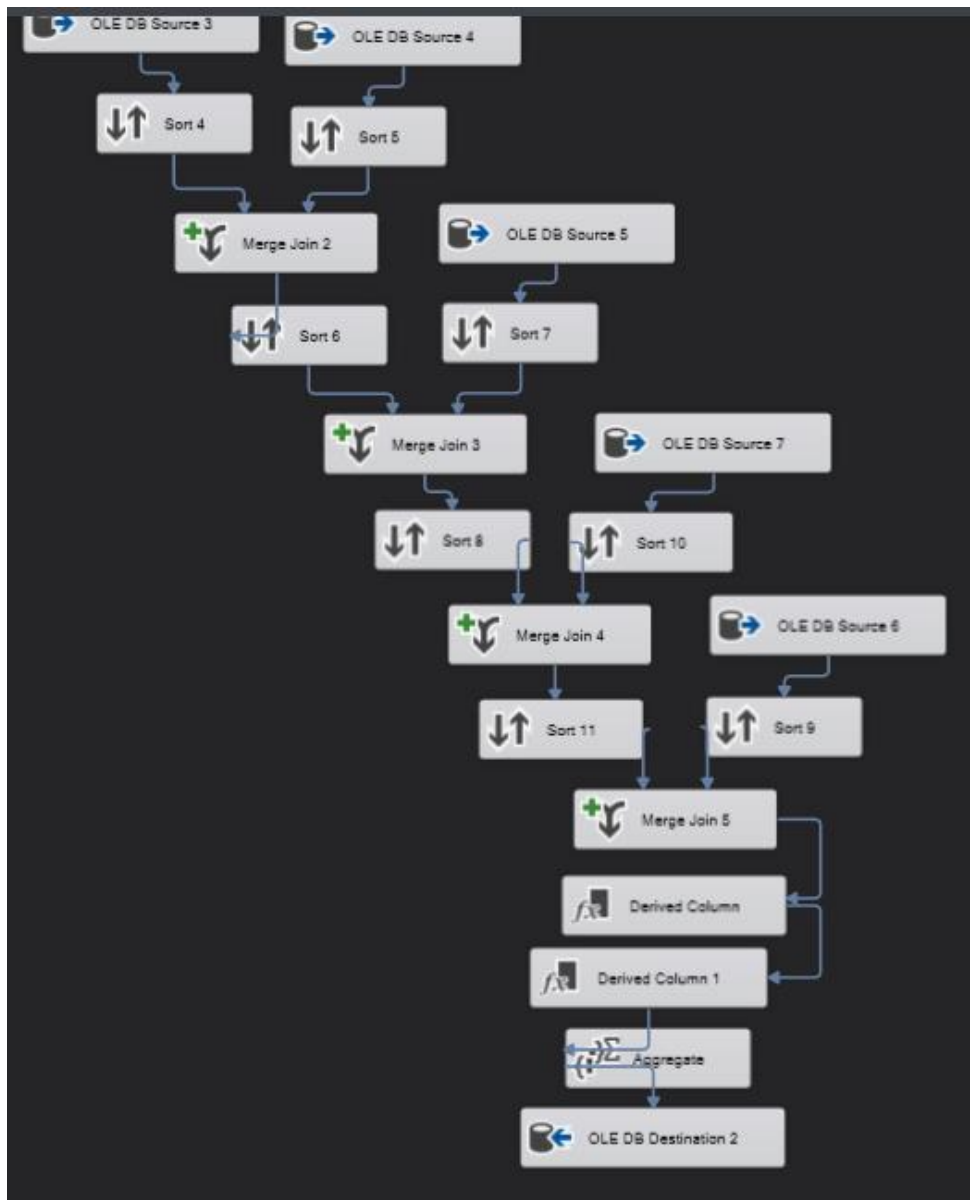 OLE DB Source 3
OLE DB Source 4
Sort 4
Sort 5
Merge Join 2
OLE DB Source 5
Sort 6
Sort 7
Merge Join 3
OLE DB Source 7
Sort 8
Sort 10
Merge Join 4
OLE DB Source 6
Sort 11
Sort 9
Merge Join 5
fx Derived Column
fx Derived Column 1
Aggregate
OLE DB Destination 2